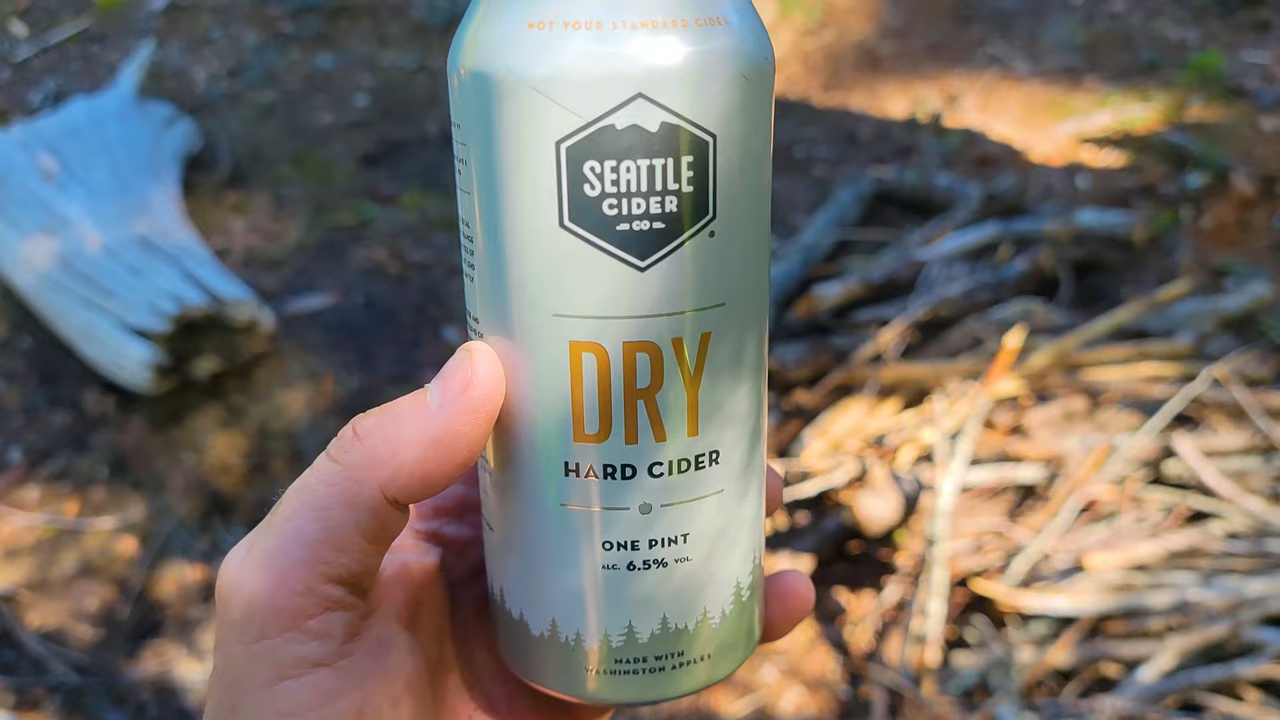 NOT YOUR STANDARD CIDER
SEATTLE
CIDER
CO
DRY
HARD CIDER
ONE PINT
ALC. 6.5% VOL.
MADE WITH
WASHINGTON APPLES